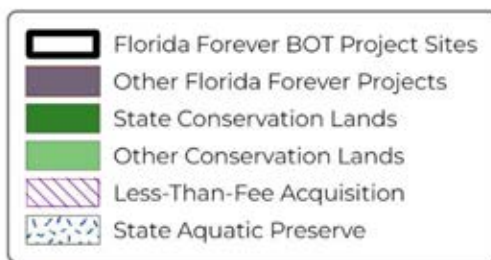 Florida Forever BOT Project Sites
Other Florida Forever Projects
State Conservation Lands
Other Conservation Lands
Less-Than-Fee Acquisition
State Aquatic Preserve